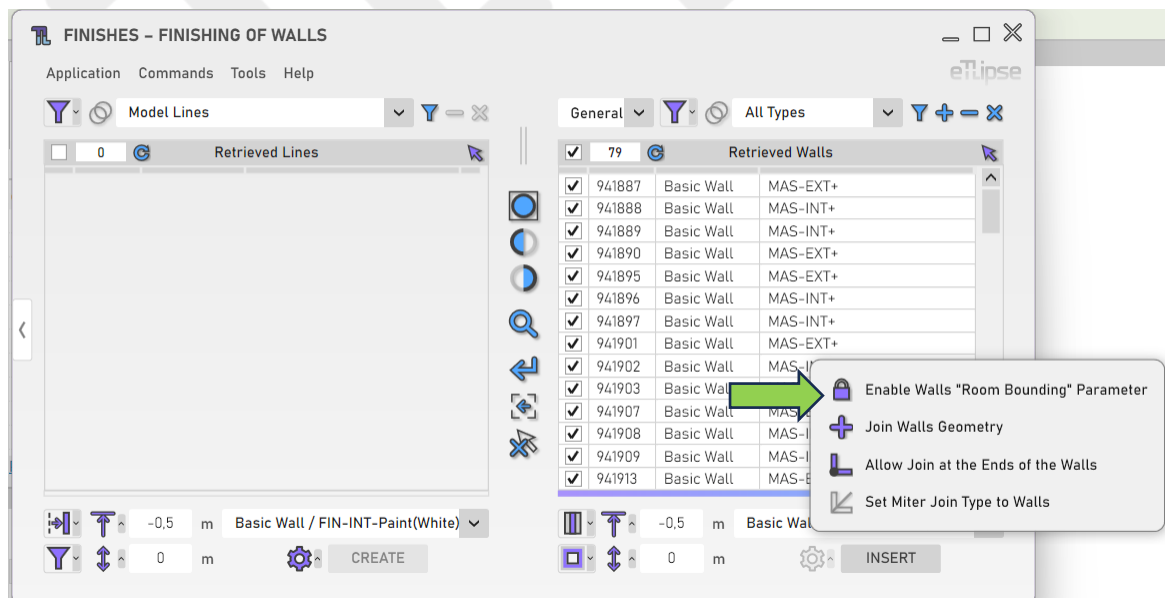 FINISHES – FINISHING OF WALLS
Application Commands Tools Help
eTLipse
Model Lines
General All Types
0 Retrieved Lines
79 Retrieved Walls
941887 Basic Wall MAS-EXT+
941888 Basic Wall MAS-INT+
941889 Basic Wall MAS-INT+
941890 Basic Wall MAS-EXT+
941895 Basic Wall MAS-EXT+
941896 Basic Wall MAS-INT+
941897 Basic Wall MAS-INT+
941901 Basic Wall MAS-EXT+
941902 Basic Wall
941903 Basic
941907 Basic Wall
941908 Basic Wall
941909 Basic Wall
941913 Basic Wall
Enable Walls "Room Bounding" Parameter
Join Walls Geometry
Allow Join at the Ends of the Walls
Set Miter Join Type to Walls
-0,5 m Basic Wall / FIN-INT-Paint(White)
0 m CREATE
-0,5 m Basic
0 m INSERT